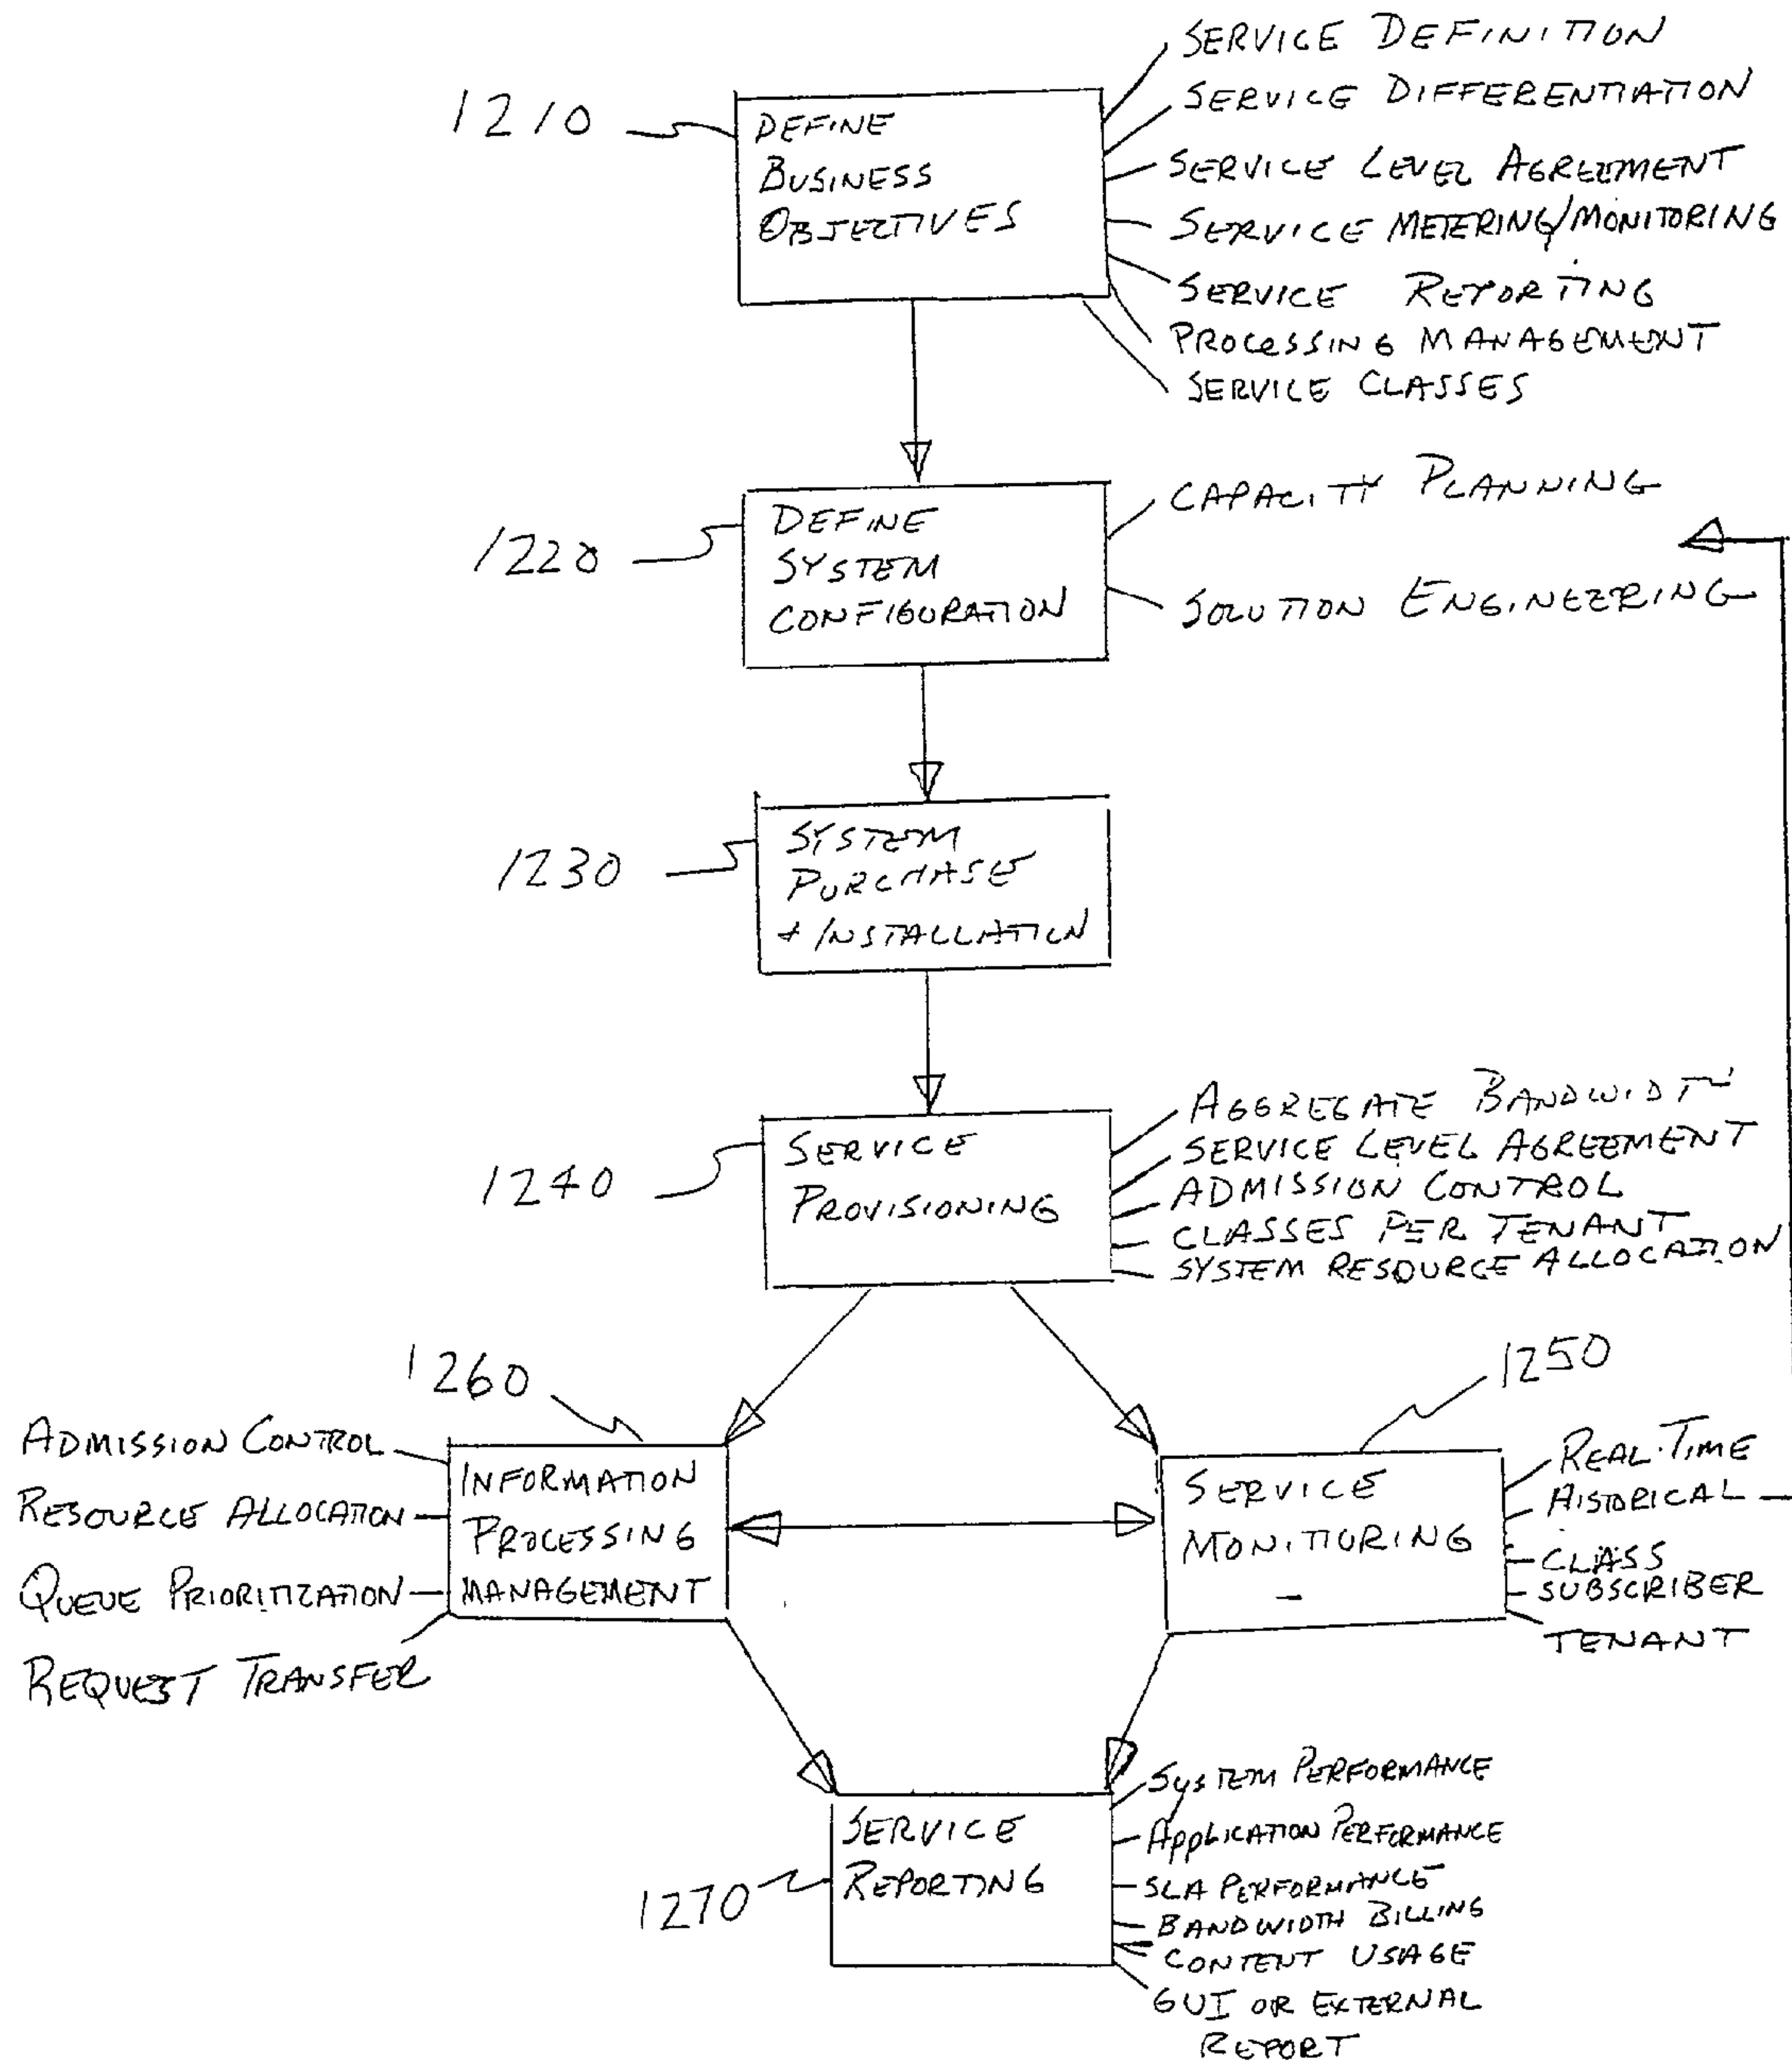 1210
DEFINE
BUSINESS
OBJECTIVES
SERVICE DEFINITION
SERVICE DIFFERENTIATION
SERVICE LEVEL AGREEMENT
SERVICE METERING/MONITORING
SERVICE REPORTING
PROCESSING MANAGEMENT
SERVICE CLASSES
1220
DEFINE
SYSTEM
CONFIGURATION
CAPACITY PLANNING
SOLUTION ENGINEERING
1230
SYSTEM
PURCHASE
+ INSTALLATION
1240
SERVICE
PROVISIONING
AGGREGATE BANDWIDTH
SERVICE LEVEL AGREEMENT
ADMISSION CONTROL
CLASSES PER TENANT
SYSTEM RESOURCE ALLOCATION
1260
ADMISSION CONTROL
RESOURCE ALLOCATION
QUEUE PRIORITIZATION
REQUEST TRANSFER
INFORMATION
PROCESSING
MANAGEMENT
1250
SERVICE
MONITORING
REAL-TIME
HISTORICAL
CLASS
SUBSCRIBER
TENANT
1270
SERVICE
REPORTING
SYSTEM PERFORMANCE
APPLICATION PERFORMANCE
SLA PERFORMANCE
BANDWIDTH BILLING
CONTENT USAGE
GUI OR EXTERNAL
REPORT